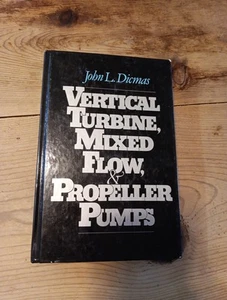 John L. Dicmas
VERTICAL
TURBINE,
MIXED
FLOW,
&
PROPELLER
PUMPS